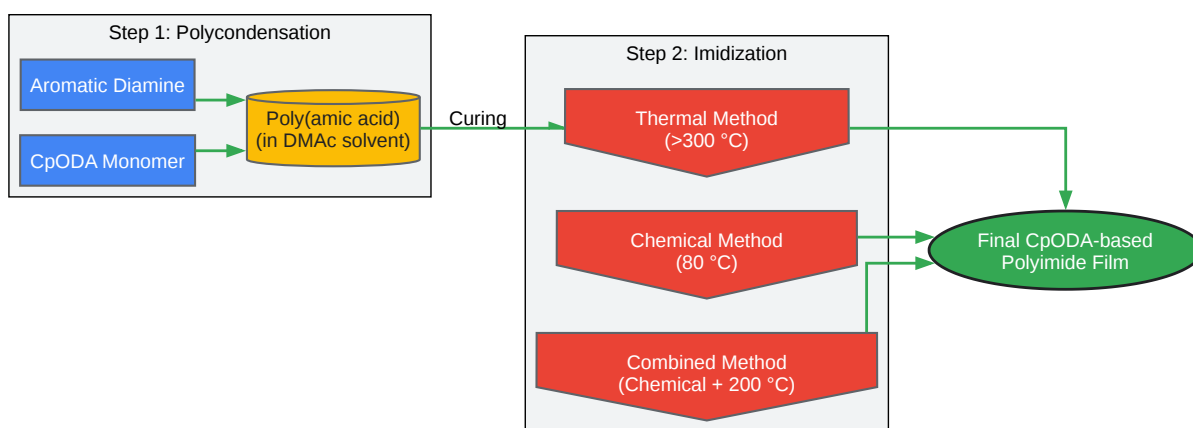 Step 1: Polycondensation
Aromatic Diamine
CpODA Monomer
Poly(amic acid)
(in DMAc solvent)
Curing
Step 2: Imidization
Thermal Method
(>300 °C)
Chemical Method
(80 °C)
Combined Method
(Chemical + 200 °C)
Final CpODA-based
Polyimide Film